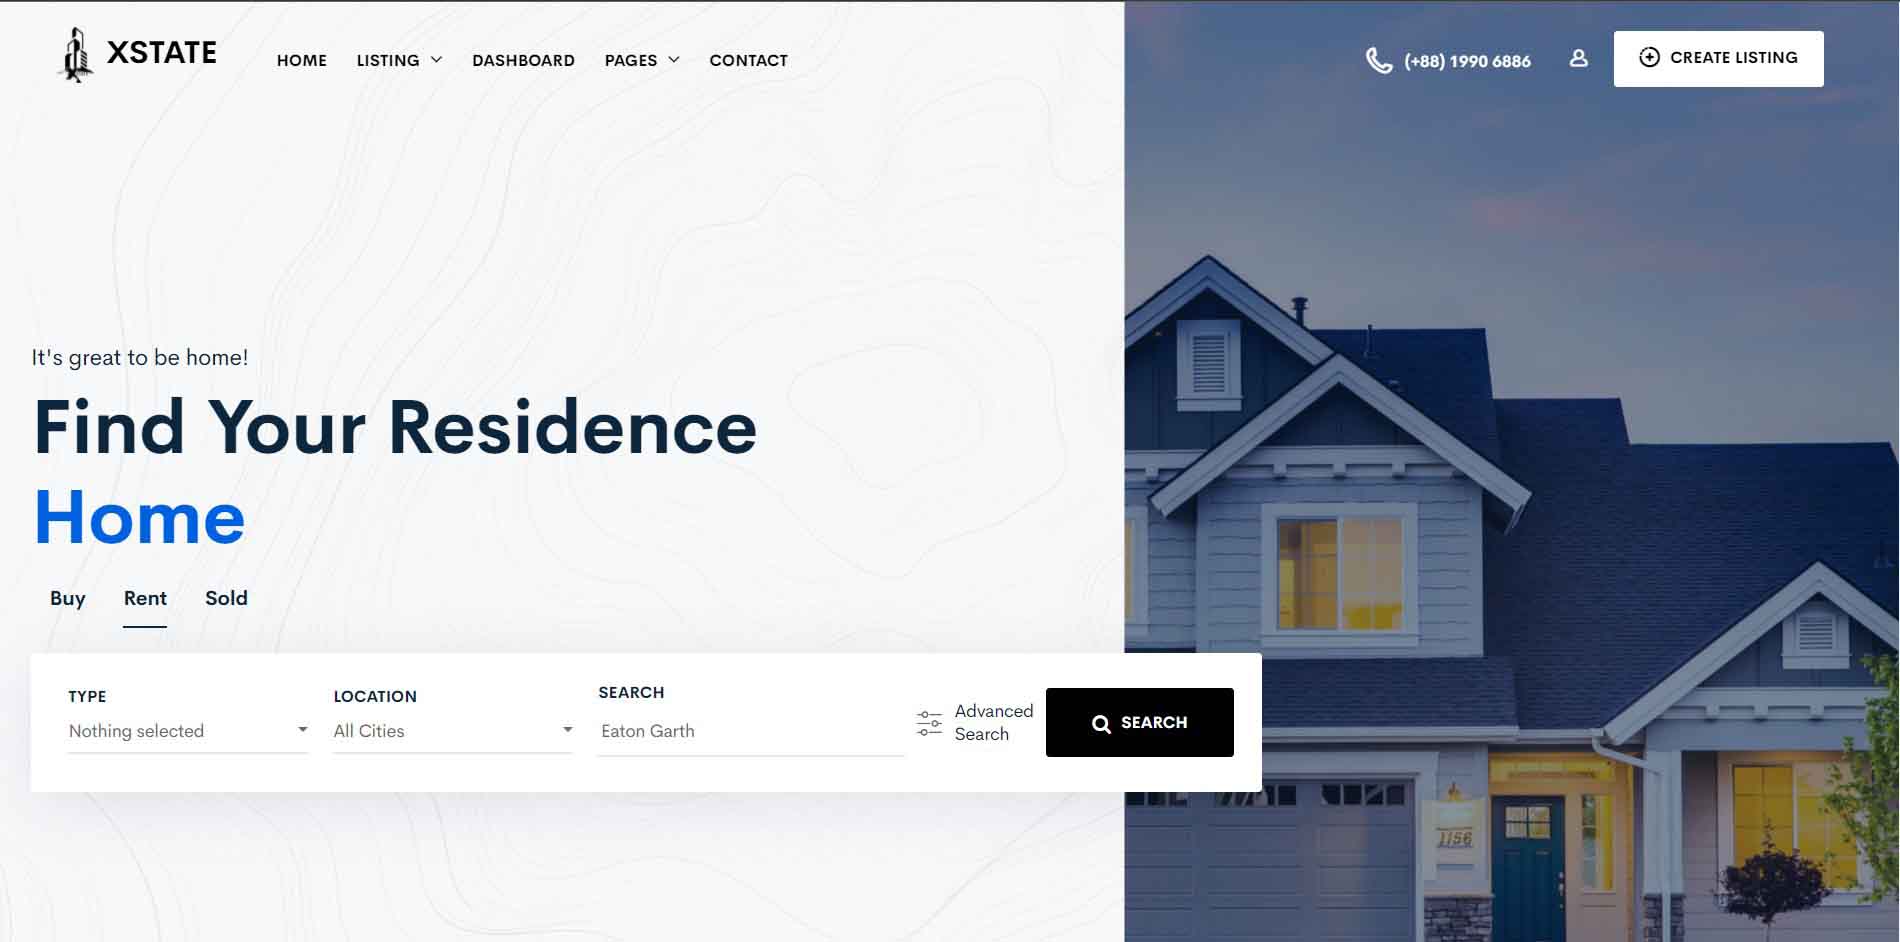 XSTATE
HOME LISTING DASHBOARD PAGES CONTACT
(+88) 1990 6886
CREATE LISTING
It's great to be home!
Find Your Residence
Home
Buy Rent Sold
TYPE
Nothing selected
LOCATION
All Cities
SEARCH
Eaton Garth
Advanced
Search
SEARCH
1156